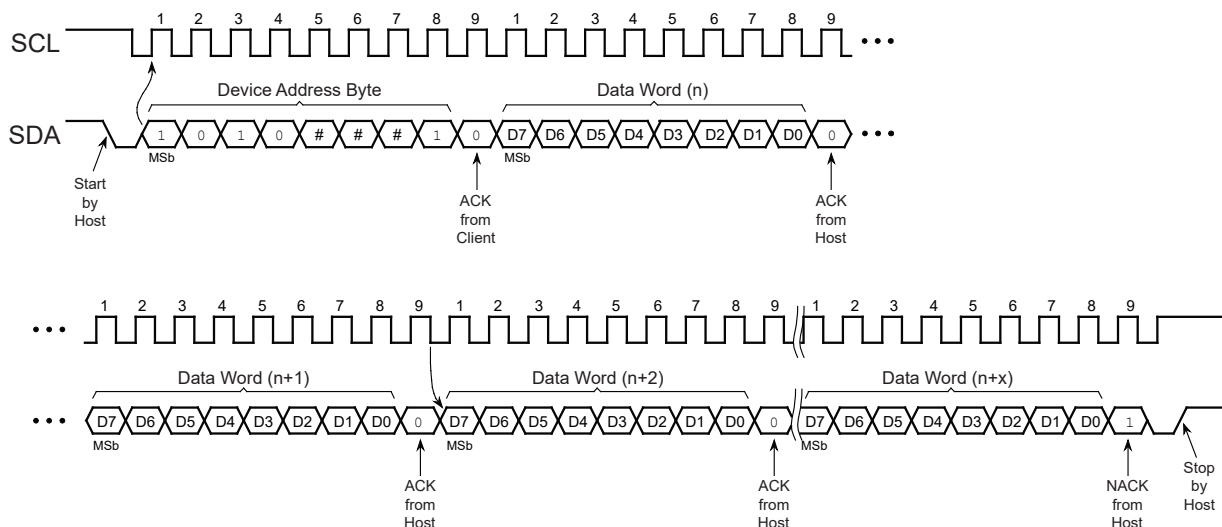 1 2 3 4 5 6 7 8 9 1 2 3 4 5 6 7 8 9
SCL
Device Address Byte Data Word (n)
SDA 1 0 1 0 # # # 1 0 D7 D6 D5 D4 D3 D2 D1 D0 0
MSb MSb
Start
by
Host
ACK
from
Client
ACK
from
Host
1 2 3 4 5 6 7 8 9 1 2 3 4 5 6 7 8 9 1 2 3 4 5 6 7 8 9
Data Word (n+1) Data Word (n+2) Data Word (n+x)
D7 D6 D5 D4 D3 D2 D1 D0 0 D7 D6 D5 D4 D3 D2 D1 D0 0 D7 D6 D5 D4 D3 D2 D1 D0 1
MSb MSb MSb
ACK
from
Host
ACK
from
Host
NACK
from
Host
Stop
by
Host